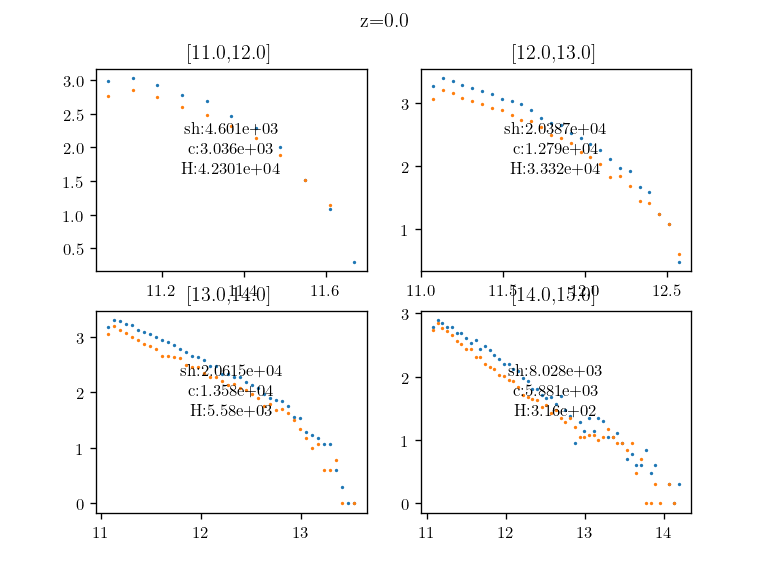 z=0.0
[11.0,12.0]
[12.0,13.0]
3.0
2.5
2.0
1.5
1.0
0.5
sh:4.601e+03
c:3.036e+03
H:4.2301e+04
11.2
11.4
11.6
3
2
1
sh:2.0387e+04
c:1.279e+04
H:3.332e+04
11.0
11.5
12.0
12.5
[13.0,14.0]
[14.0,15.0]
3
2
1
0
sh:2.0615e+04
c:1.358e+04
H:5.58e+03
11
12
13
3
2
1
0
sh:8.028e+03
c:5.881e+03
H:3.16e+02
11
12
13
14